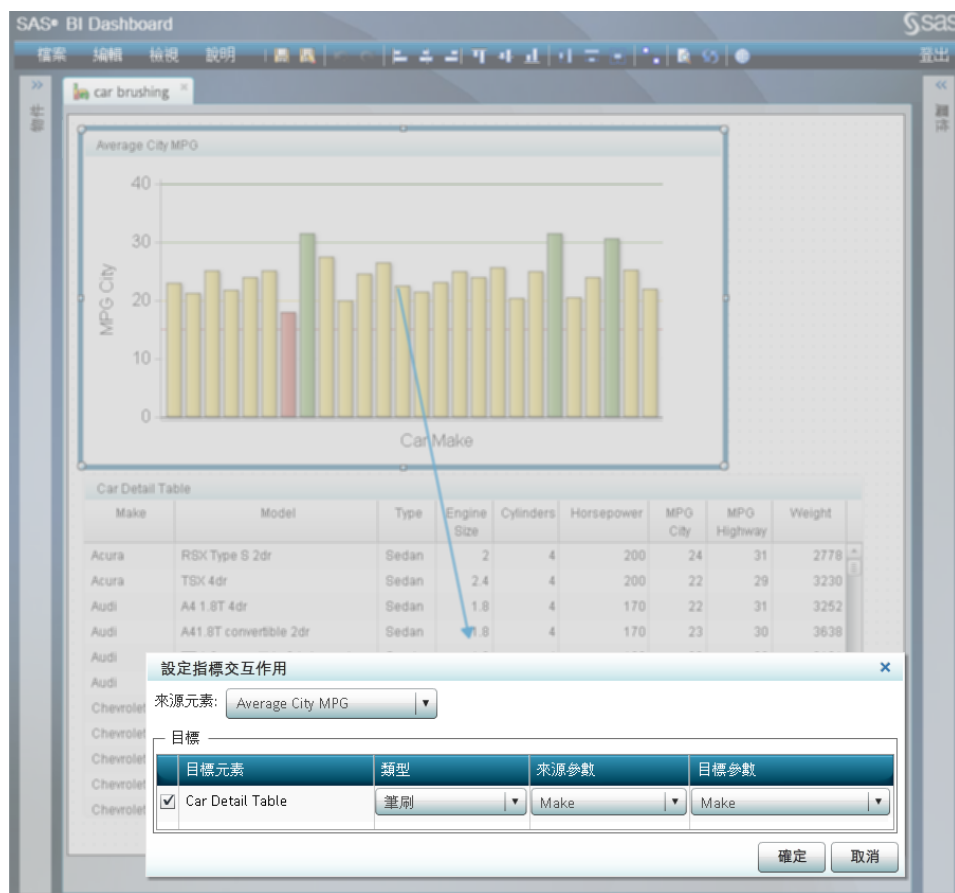 SAS® BI Dashboard
sas
檔案 編輯 檢視 說明
登出
物件
屬性
car brushing
Average City MPG
40
30
20
10
0
MPG City
Car Make
Car Detail Table
Make Model Type Engine Size Cylinders Horsepower MPG City MPG Highway Weight
Acura RSX Type S 2dr Sedan 2 4 200 24 31 2778
Acura TSX 4dr Sedan 2.4 4 200 22 29 3230
Audi A4 1.8T 4dr Sedan 1.8 4 170 22 31 3252
Audi A41.8T convertible 2dr Sedan 1.8 4 170 23 30 3638
Audi
Audi
Chevrolet
Chevrolet
Chevrolet
Chevrolet
Chevrolet
設定指標交互作用
來源元素: Average City MPG
目標
目標元素 類型 來源參數 目標參數
Car Detail Table 筆刷 Make Make
確定 取消